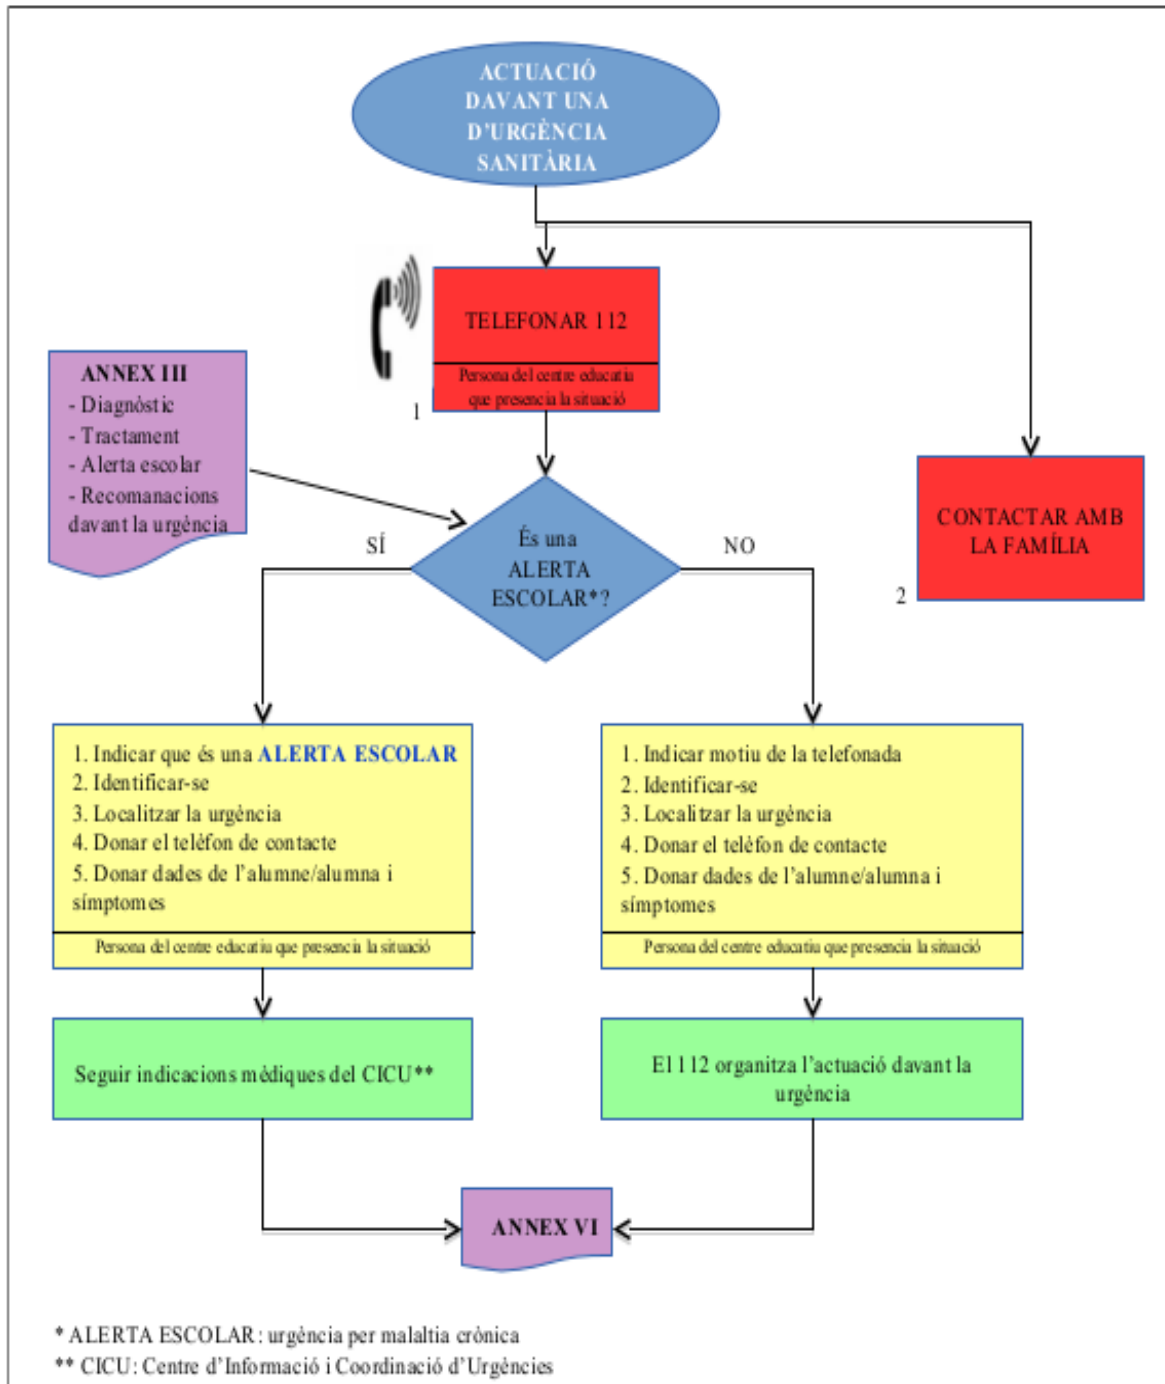 ACTUACIÓ
DAVANT UNA
D'URGÈNCIA
SANITÀRIA
TELEFONAR 112
Persona del centre educatiu
que presencia la situació
1
ANNEX III
- Diagnòstic
- Tractament
- Alerta escolar
- Recomanacions
davant la urgència
CONTACTAR AMB
LA FAMÍLIA
2
És una
ALERTA
ESCOLAR*?
SÍ
NO
1. Indicar que és una ALERTA ESCOLAR
2. Identificar-se
3. Localitzar la urgència
4. Donar el telèfon de contacte
5. Donar dades de l'alumne/alumna i
símptomes
Persona del centre educatiu que presencia la situació
1. Indicar motiu de la telefonada
2. Identificar-se
3. Localitzar la urgència
4. Donar el telèfon de contacte
5. Donar dades de l'alumne/alumna i
símptomes
Persona del centre educatiu que presencia la situació
Seguir indicacions mèdiques del CICU**
El 112 organitza l'actuació davant la
urgència
ANNEX VI
* ALERTA ESCOLAR: urgència per malaltia crònica
** CICU: Centre d'Informació i Coordinació d'Urgències